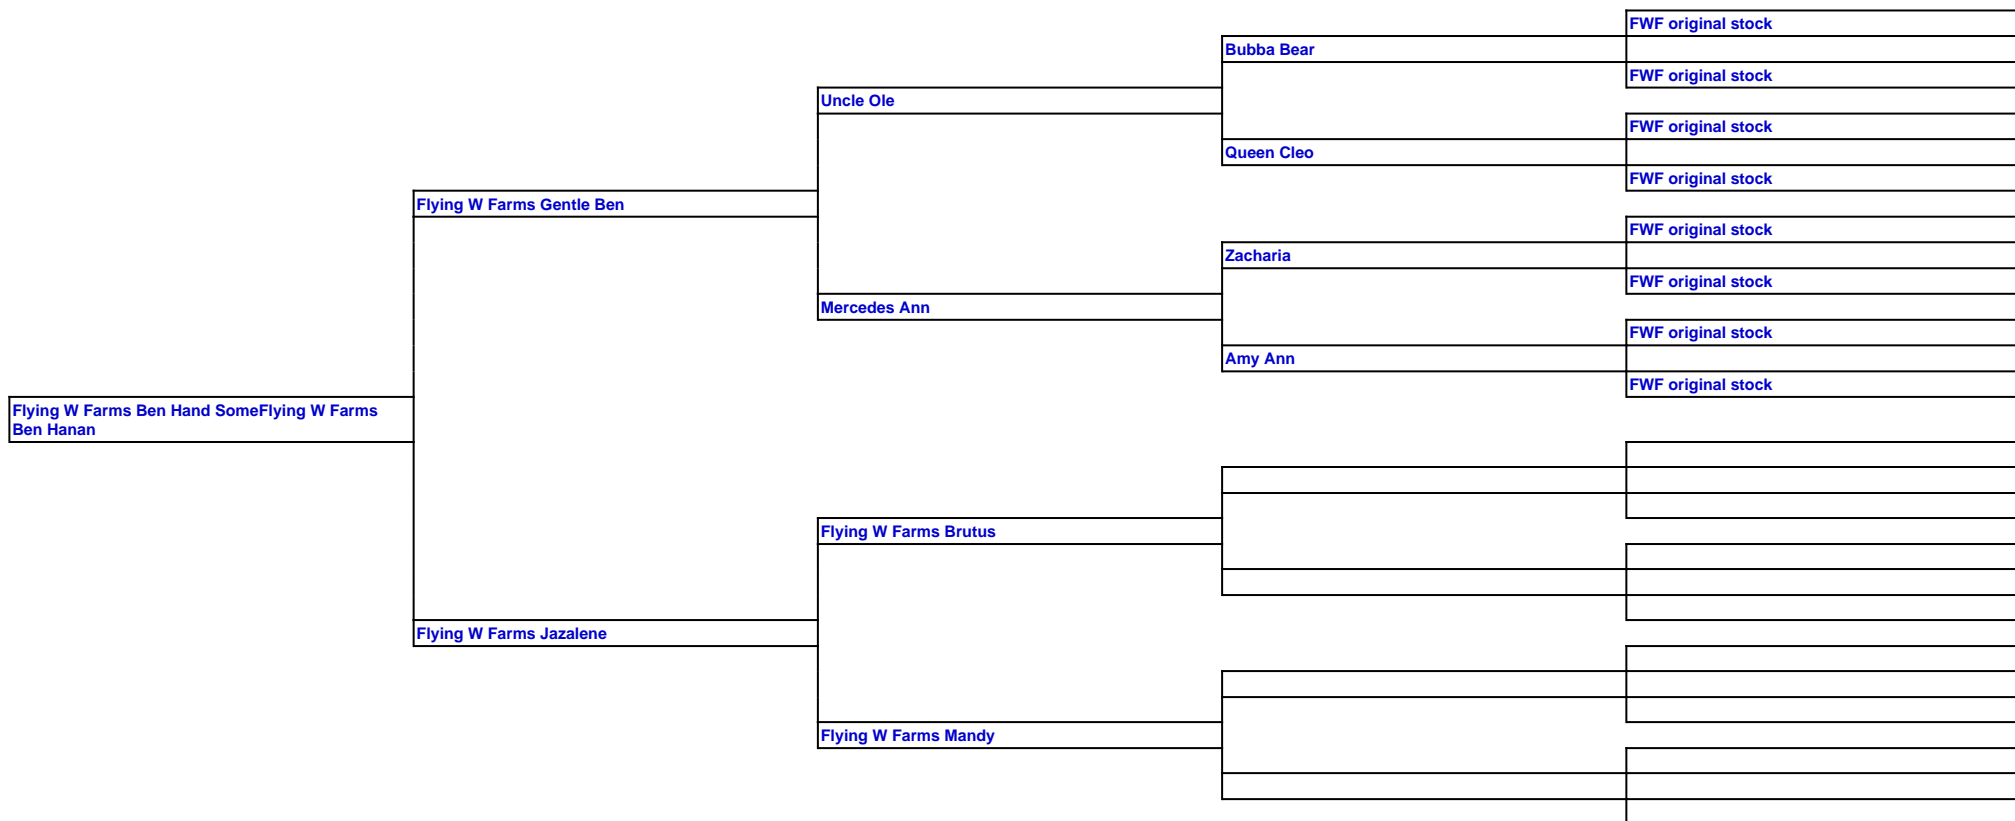 FWF original stock
Bubba Bear
FWF original stock
Uncle Ole
FWF original stock
Queen Cleo
FWF original stock
Flying W Farms Gentle Ben
FWF original stock
Zacharia
FWF original stock
Mercedes Ann
FWF original stock
Amy Ann
FWF original stock
Flying W Farms Ben Hand SomeFlying W Farms
Ben Hanan
Flying W Farms Brutus
Flying W Farms Jazalene
Flying W Farms Mandy